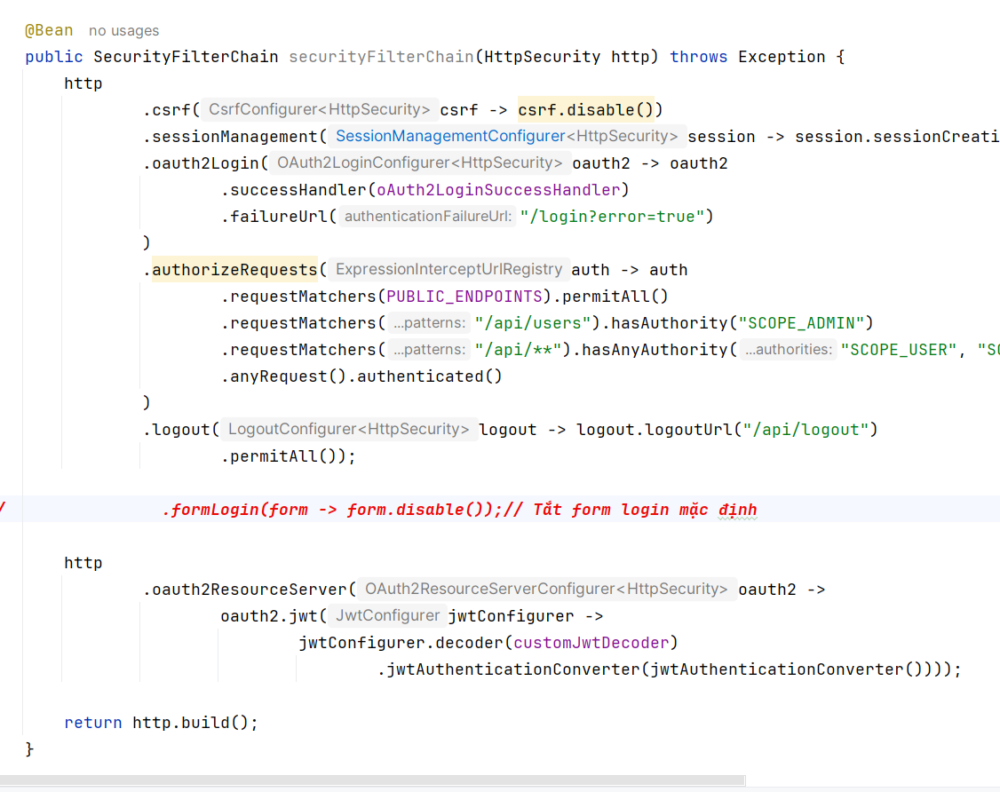 @Bean no usages
public SecurityFilterChain securityFilterChain(HttpSecurity http) throws Exception {
http
.csrf( CsrfConfigurer<HttpSecurity> csrf -> csrf.disable())
.sessionManagement( SessionManagementConfigurer<HttpSecurity> session -> session.sessionCreati
.oauth2Login( OAuth2LoginConfigurer<HttpSecurity> oauth2 -> oauth2
.successHandler(oAuth2LoginSuccessHandler)
.failureUrl( authenticationFailureUrl: "/login?error=true")
)
.authorizeRequests( ExpressionInterceptUrlRegistry auth -> auth
.requestMatchers(PUBLIC_ENDPOINTS).permitAll()
.requestMatchers( ...patterns: "/api/users").hasAuthority("SCOPE_ADMIN")
.requestMatchers( ...patterns: "/api/**").hasAnyAuthority( ...authorities: "SCOPE_USER", "SC
.anyRequest().authenticated()
)
.logout( LogoutConfigurer<HttpSecurity> logout -> logout.logoutUrl("/api/logout")
.permitAll());
/ .formLogin(form -> form.disable());// Tắt form login mặc định
http
.oauth2ResourceServer( OAuth2ResourceServerConfigurer<HttpSecurity> oauth2 ->
oauth2.jwt( JwtConfigurer jwtConfigurer ->
jwtConfigurer.decoder(customJwtDecoder)
.jwtAuthenticationConverter(jwtAuthenticationConverter())));
return http.build();
}